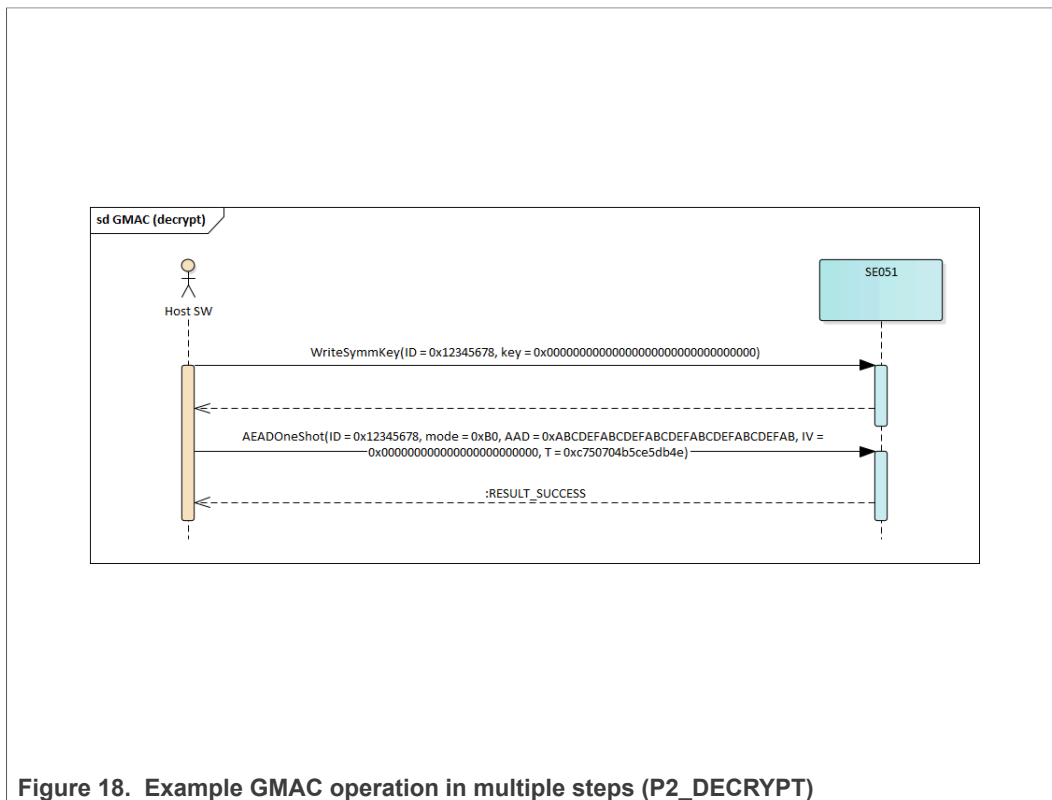 sd GMAC (decrypt)
SE051
Host SW
WriteSymmKey(ID = 0x12345678, key = 0x00000000000000000000000000000000)
AEADOneShot(ID = 0x12345678, mode = 0xB0, AAD = 0xABCDEFABCDEFABCDEFABCDEFABCDEFAB, IV =
0x000000000000000000000000, T = 0xc750704b5ce5db4e)
:RESULT_SUCCESS
Figure 18. Example GMAC operation in multiple steps (P2_DECRYPT)